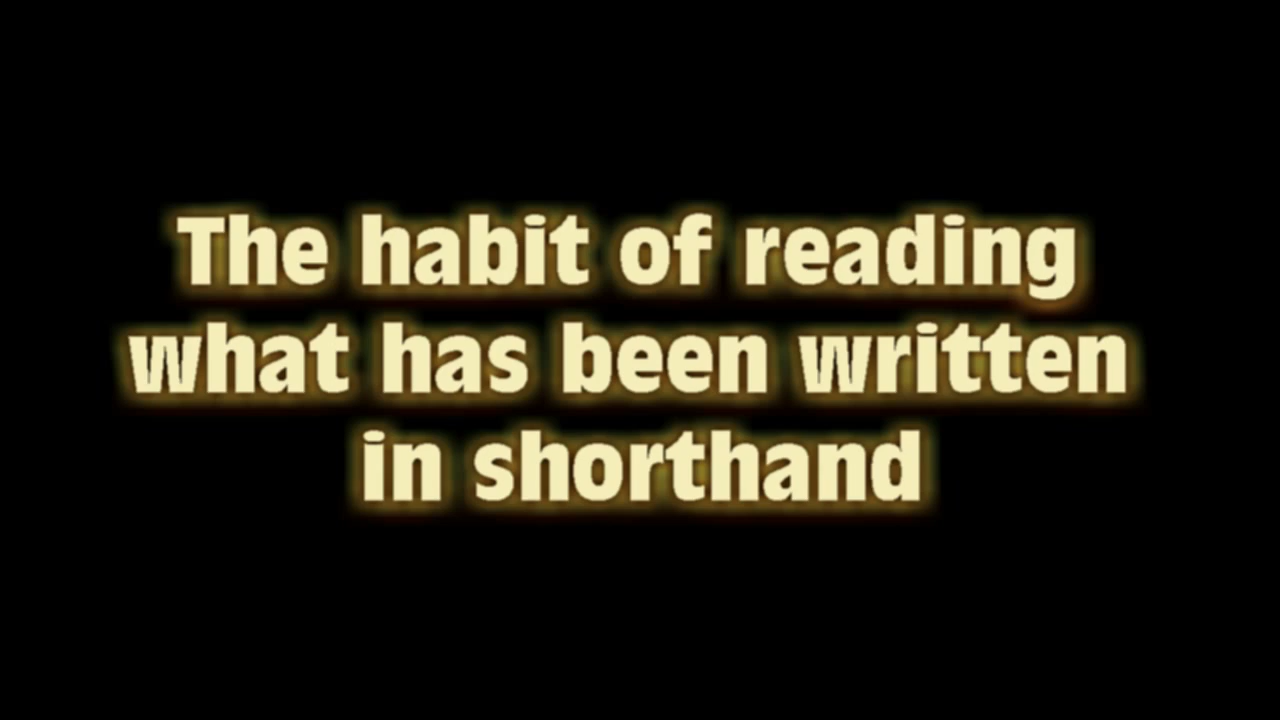 The habit of reading
what has been written
in shorthand